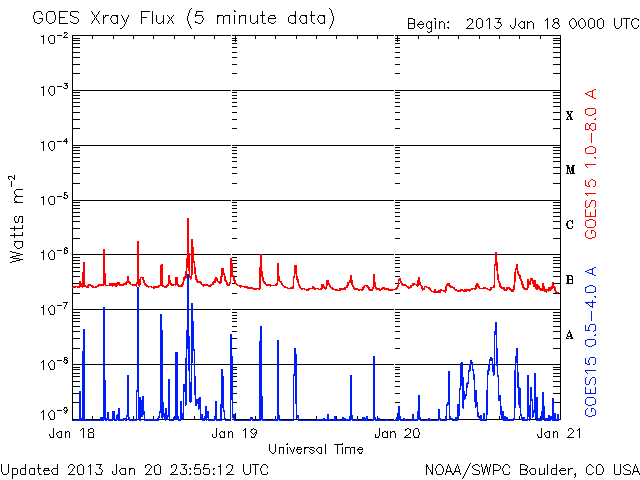 GOES Xray Flux (5 minute data)
Begin: 2013 Jan 18 0000 UTC
10⁻²
10⁻³
10⁻⁴
10⁻⁵
10⁻⁶
10⁻⁷
10⁻⁸
10⁻⁹
Watts m⁻²
X
M
C
B
A
GOES15 1.0–8.0 A
GOES15 0.5–4.0 A
Jan 18
Jan 19
Jan 20
Jan 21
Universal Time
Updated 2013 Jan 20 23:55:12 UTC
NOAA/SWPC Boulder, CO USA